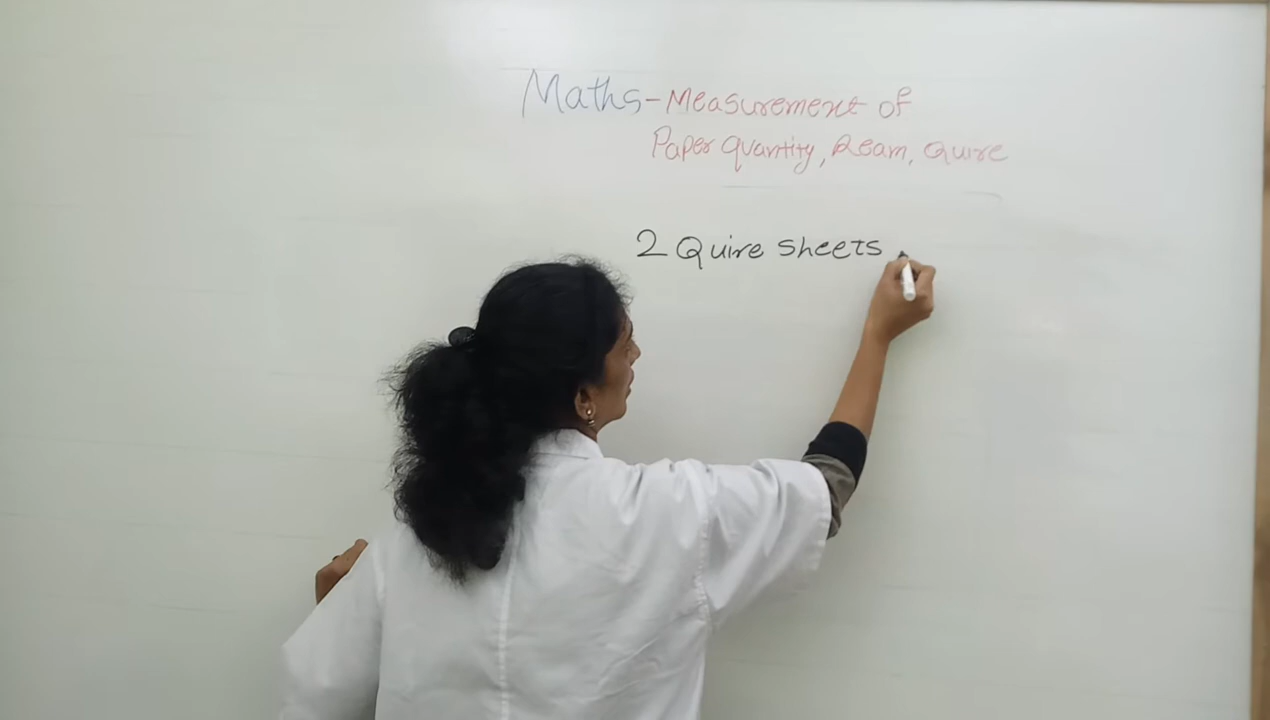 Maths-Measurement of
Paper Quantity, Ream, Quire
2 Quire sheets